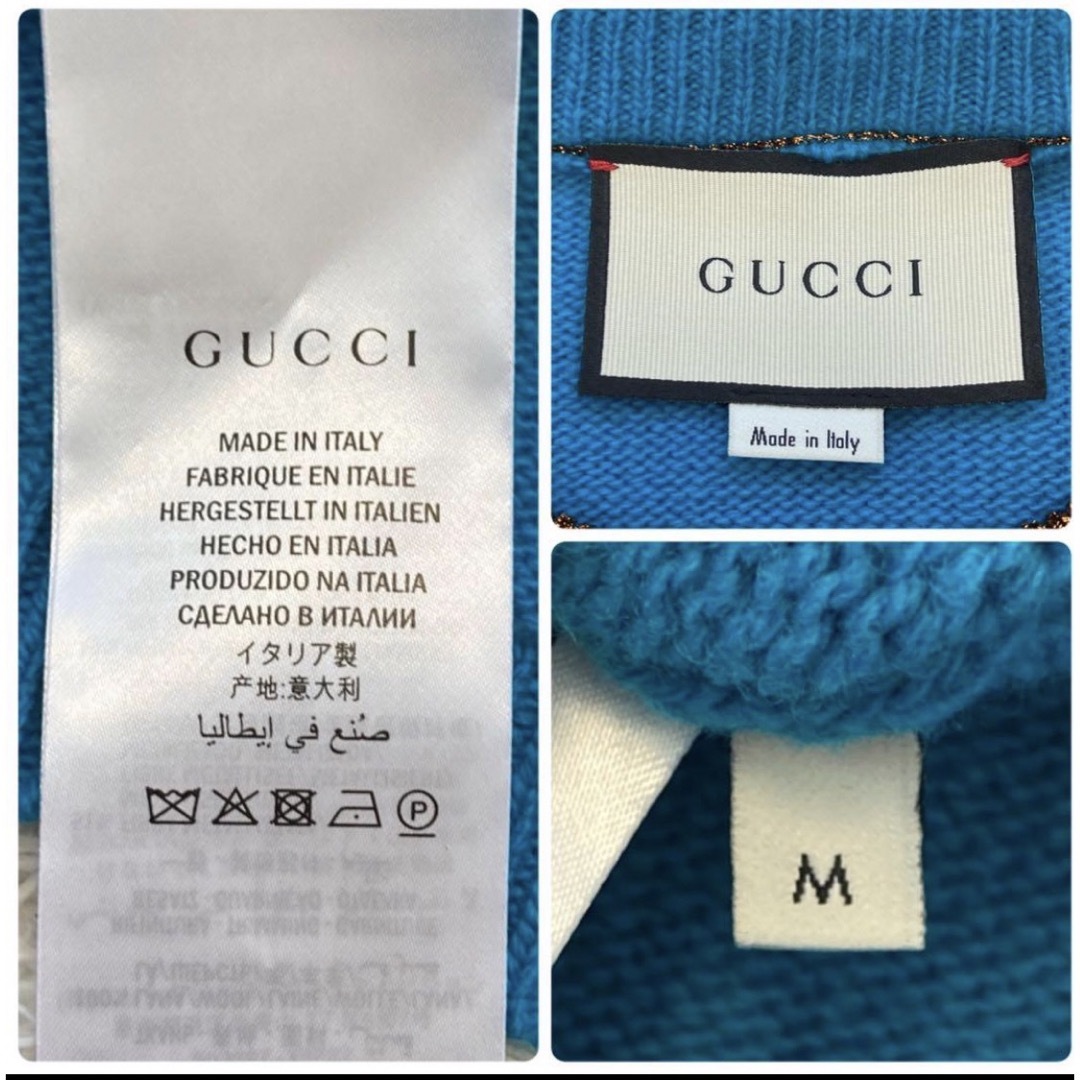 GUCCI
MADE IN ITALY
FABRIQUE EN ITALIE
HERGESTELLT IN ITALIEN
HECHO EN ITALIA
PRODUZIDO NA ITALIA
СДЕЛАНО В ИТАЛИИ
イタリア製
产地:意大利
صُنع في إيطاليا
P
GUCCI
Made in Italy
M